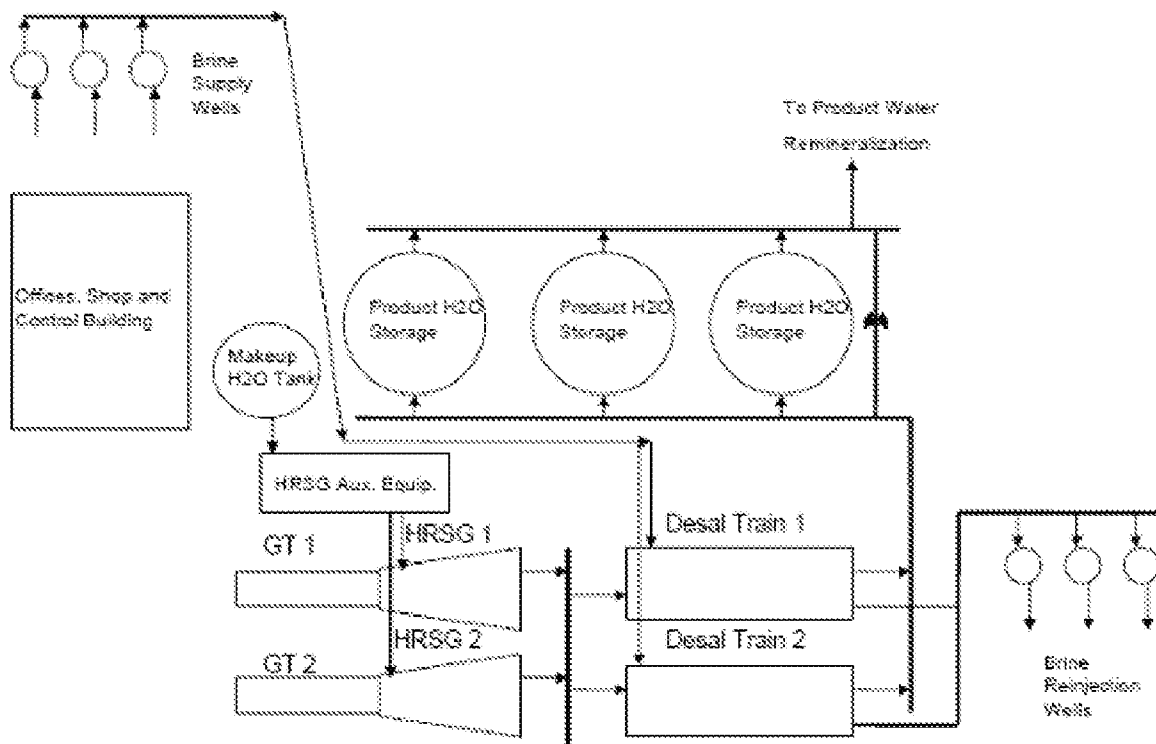 Brine
Supply
Wells
To Product Water
Remineralization
Offices, Shop and
Control Building
Product H2O
Storage
Product H2O
Storage
Product H2O
Storage
Makeup
H2O Tank
HRSG Aux. Equip.
HRSG 1
GT 1
Desal Train 1
HRSG 2
GT 2
Desal Train 2
Brine
Reinjection
Wells